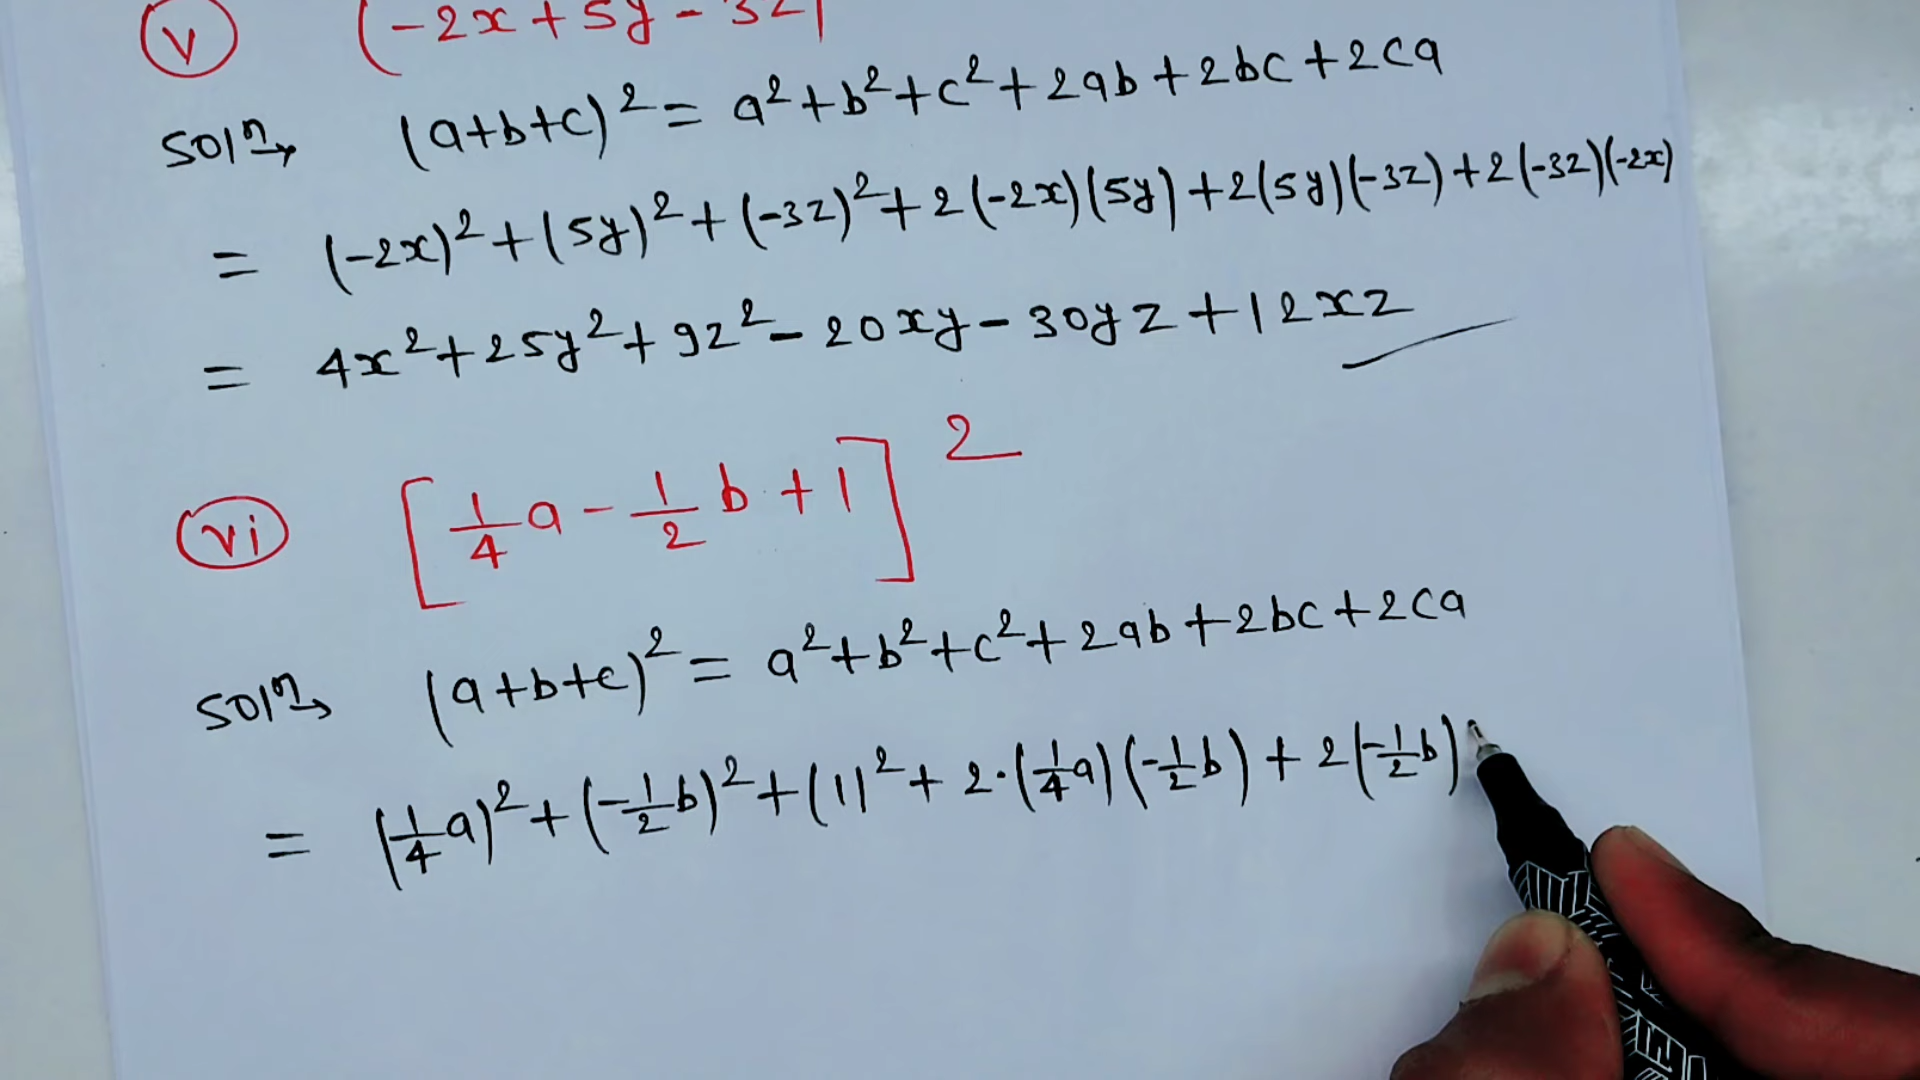 (v) (-2x+5y-3z)
Soln→ (a+b+c)² = a²+b²+c²+2ab+2bc+2ca
= (-2x)²+(5y)²+(-3z)²+2(-2x)(5y)+2(5y)(-3z)+2(-3z)(-2x)
= 4x²+25y²+9z²-20xy-30yz+12xz
(vi) [1/4 a - 1/2 b + 1]²
Soln→ (a+b+c)² = a²+b²+c²+2ab+2bc+2ca
= (1/4 a)²+(-1/2 b)²+(1)²+2·(1/4 a)(-1/2 b)+2(-1/2 b)